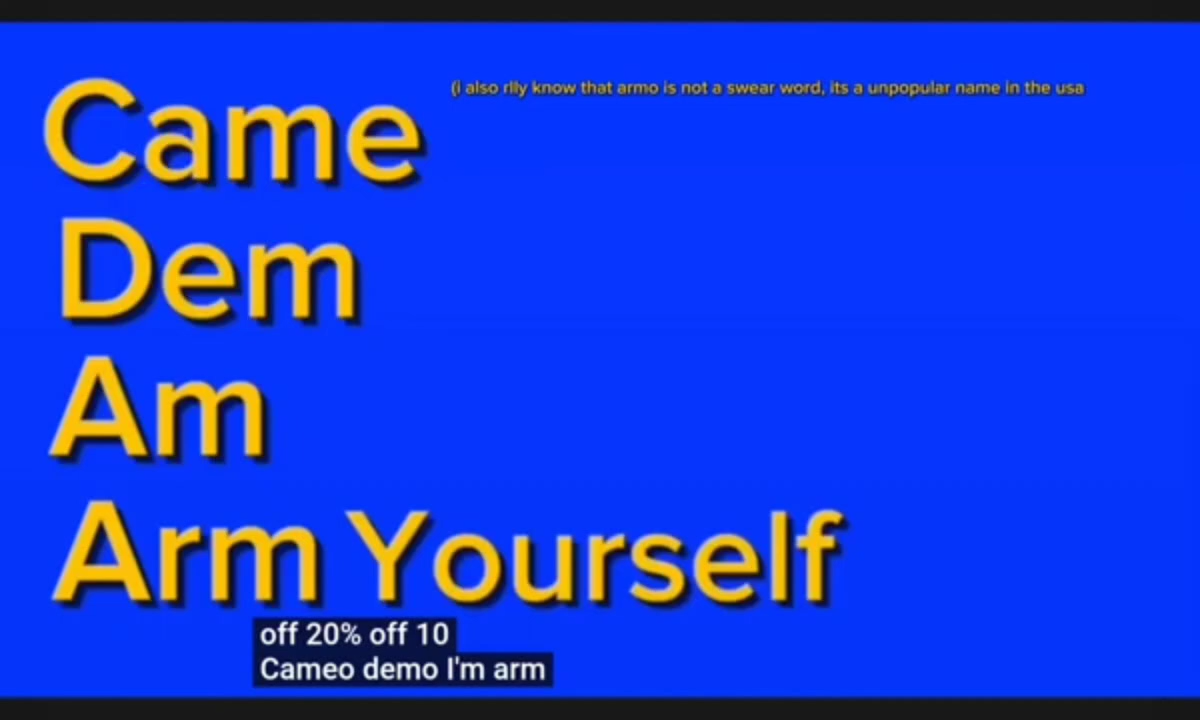 Came
(i also rlly know that armo is not a swear word, its a unpopular name in the usa
Dem
Am
Arm Yourself
off 20% off 10
Cameo demo I'm arm